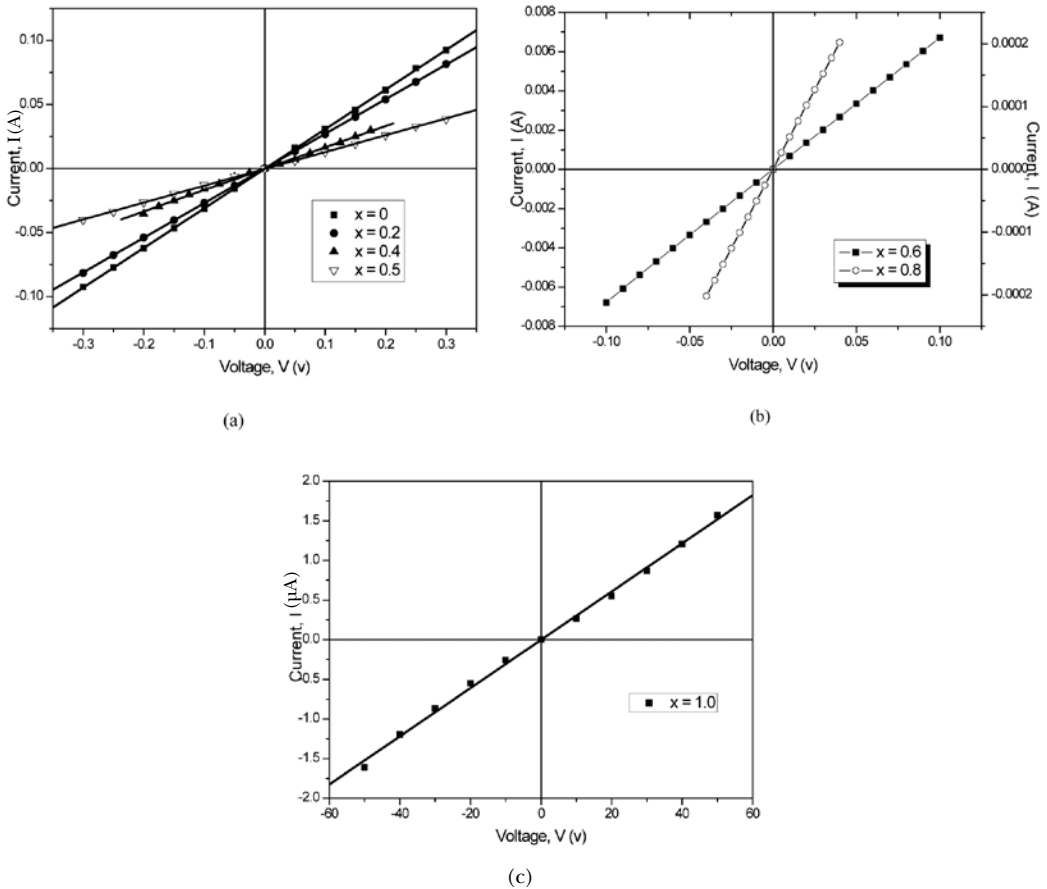 0.10
0.05
0.00
-0.05
-0.10
Current, I (A)
-0.3 -0.2 -0.1 0.0 0.1 0.2 0.3
Voltage, V (v)
x = 0
x = 0.2
x = 0.4
x = 0.5
(a)
0.008
0.006
0.004
0.002
0.000
-0.002
-0.004
-0.006
-0.008
Current, I (A)
0.0002
0.0001
0.0000
-0.0001
-0.0002
Current, I (A)
-0.10 -0.05 0.00 0.05 0.10
Voltage, V (v)
x = 0.6
x = 0.8
(b)
2.0
1.5
1.0
0.5
0.0
-0.5
-1.0
-1.5
-2.0
Current, I (μA)
-60 -40 -20 0 20 40 60
Voltage, V (v)
x = 1.0
(c)